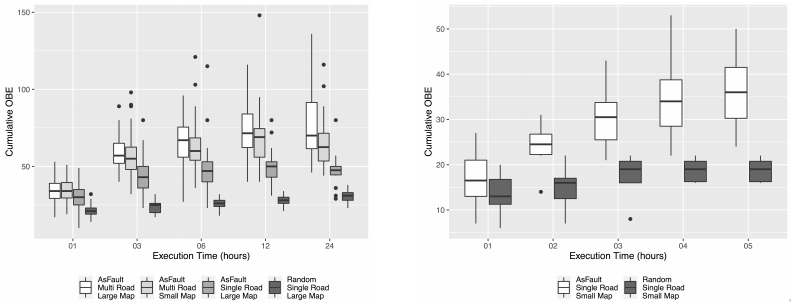 150
100
50
Cumulative OBE
01 03 06 12 24
Execution Time (hours)
AsFault AsFault AsFault Random
Multi Road Multi Road Single Road Single Road
Large Map Small Map Large Map Large Map
50
40
30
20
10
Cumulative OBE
01 02 03 04 05
Execution Time (hours)
AsFault Random
Single Road Single Road
Small Map Small Map